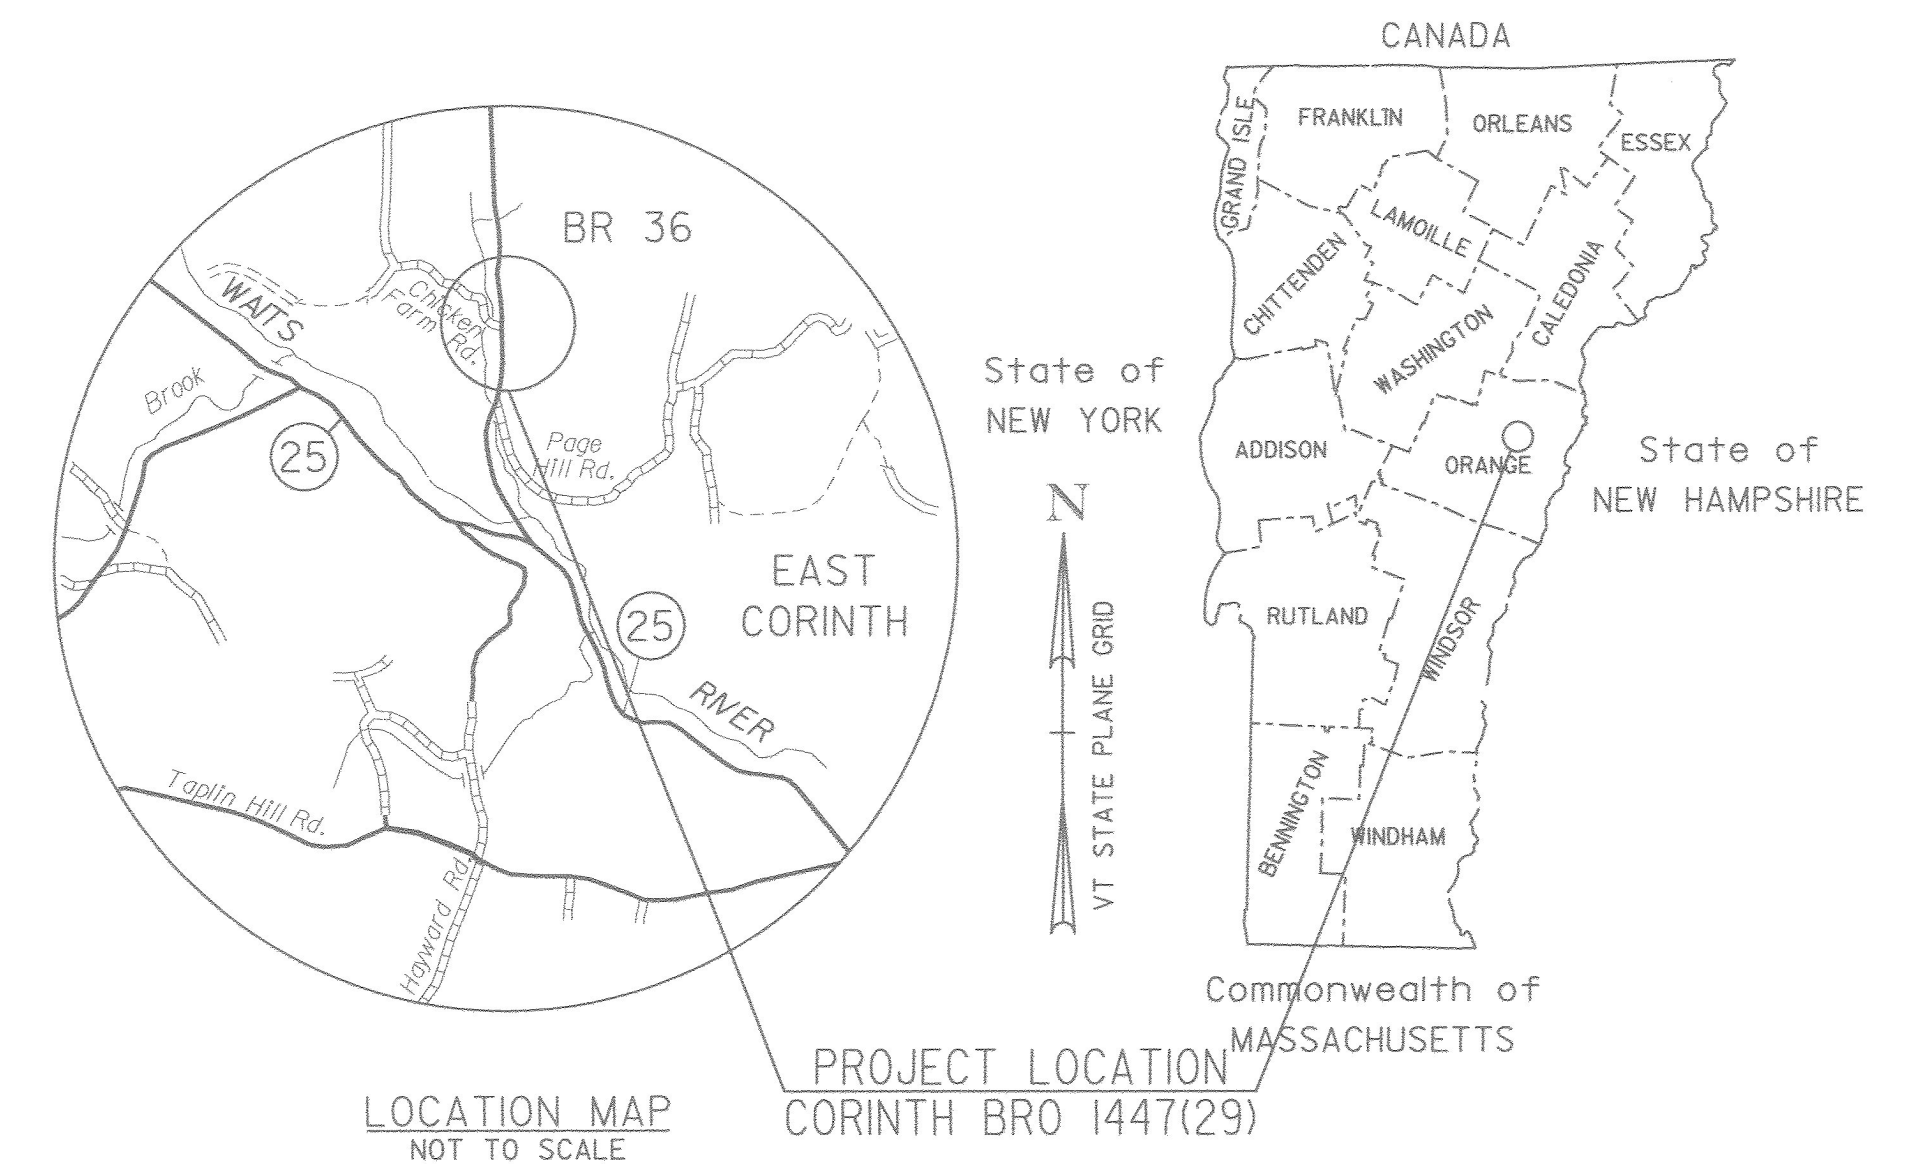 CANADA
GRAND ISLE
FRANKLIN
ORLEANS
ESSEX
LAMOILLE
CHITTENDEN
CALEDONIA
WASHINGTON
ADDISON
ORANGE
RUTLAND
WINDSOR
BENNINGTON
WINDHAM
State of
NEW YORK
State of
NEW HAMPSHIRE
Commonwealth of
MASSACHUSETTS
N
VT STATE PLANE GRID
BR 36
WAITS
Chicken
Farm Rd.
Brook
25
Page
Hill Rd.
EAST
CORINTH
25
RIVER
Taplin Hill Rd.
Hayward Rd.
PROJECT LOCATION
CORINTH BRO 1447(29)
LOCATION MAP
NOT TO SCALE